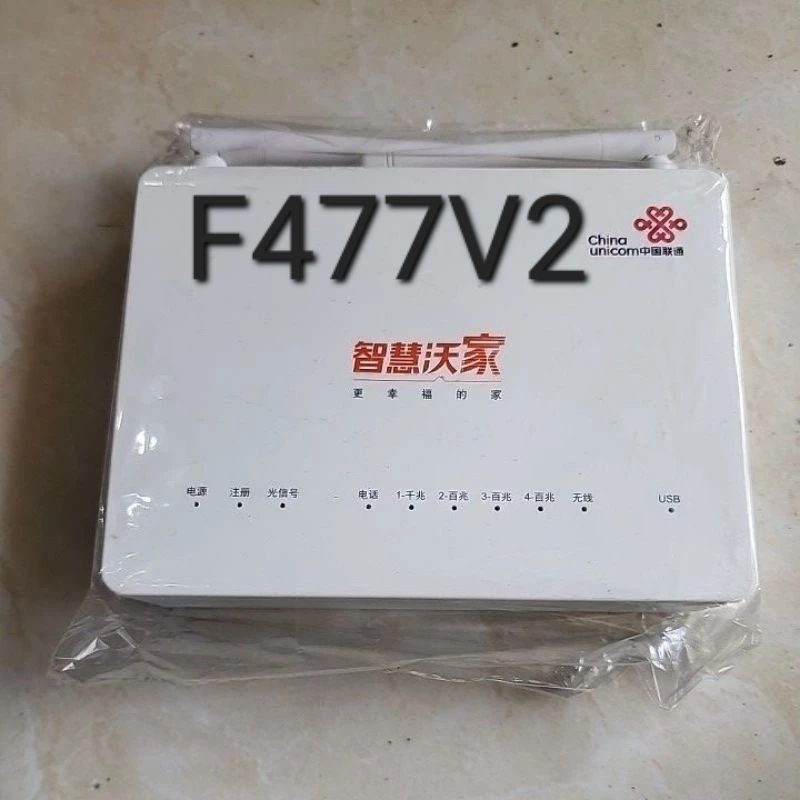 F477V2
China
unicom中国联通
智慧沃家
更幸福的家
电源 注册 光信号 电话 1-千兆 2-百兆 3-百兆 4-百兆 无线 USB